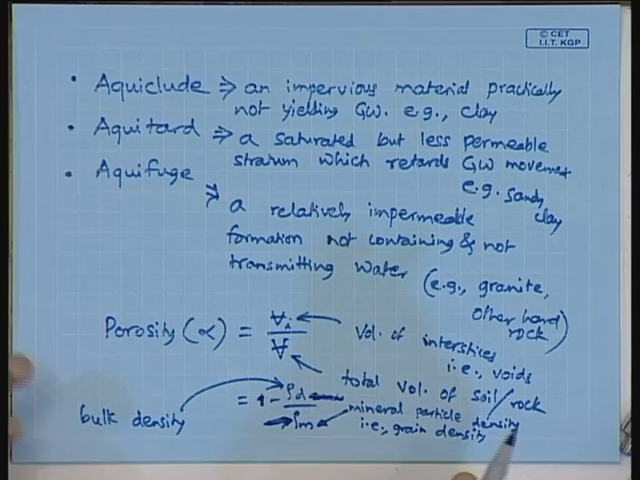 © CET
I.I.T. KGP
• Aquiclude ⇒ an impervious material practically
not yielding GW. e.g., clay
• Aquitard ⇒ a saturated but less permeable
stratum which retards GW movement
e.g. sandy
clay
• Aquifuge ⇒
a relatively impermeable
formation not containing & not
transmitting water (e.g., granite,
other hard
rock)
Porosity (α) = ∀i / ∀
Vol. of interstices
i.e., voids
total vol. of soil/rock
= 1 - ρd / ρm
bulk density
mineral particle density
i.e., grain density